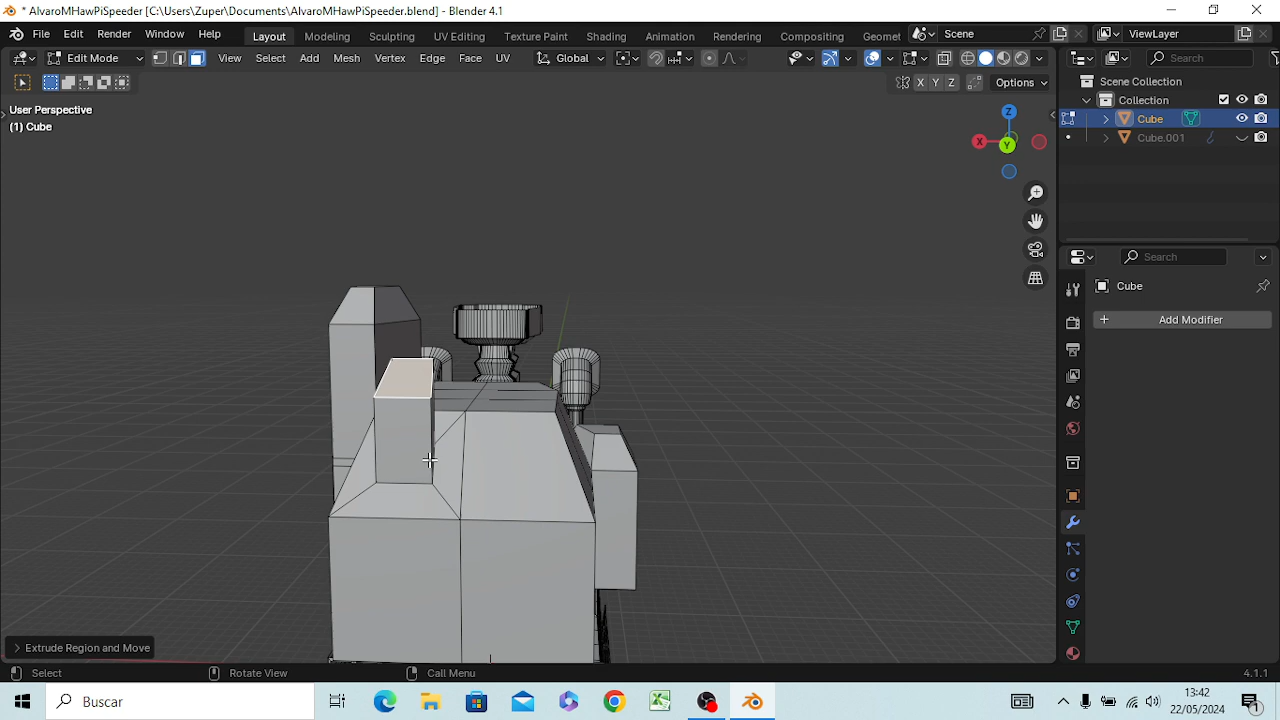 * AlvaroMHawPiSpeeder [C:\Users\Zuper\Documents\AlvaroMHawPiSpeeder.blend] - Blender 4.1
File Edit Render Window Help Layout Modeling Sculpting UV Editing Texture Paint Shading Animation Rendering Compositing Geomet Scene ViewLayer
Edit Mode View Select Add Mesh Vertex Edge Face UV Global Search
X Y Z Options
User Perspective
(1) Cube
Z
X
Y
Scene Collection
Collection
Cube
Cube.001
Search
Cube
Add Modifier
Extrude Region and Move
Select Rotate View Call Menu 4.1.1
Buscar
13:42
22/05/2024
1